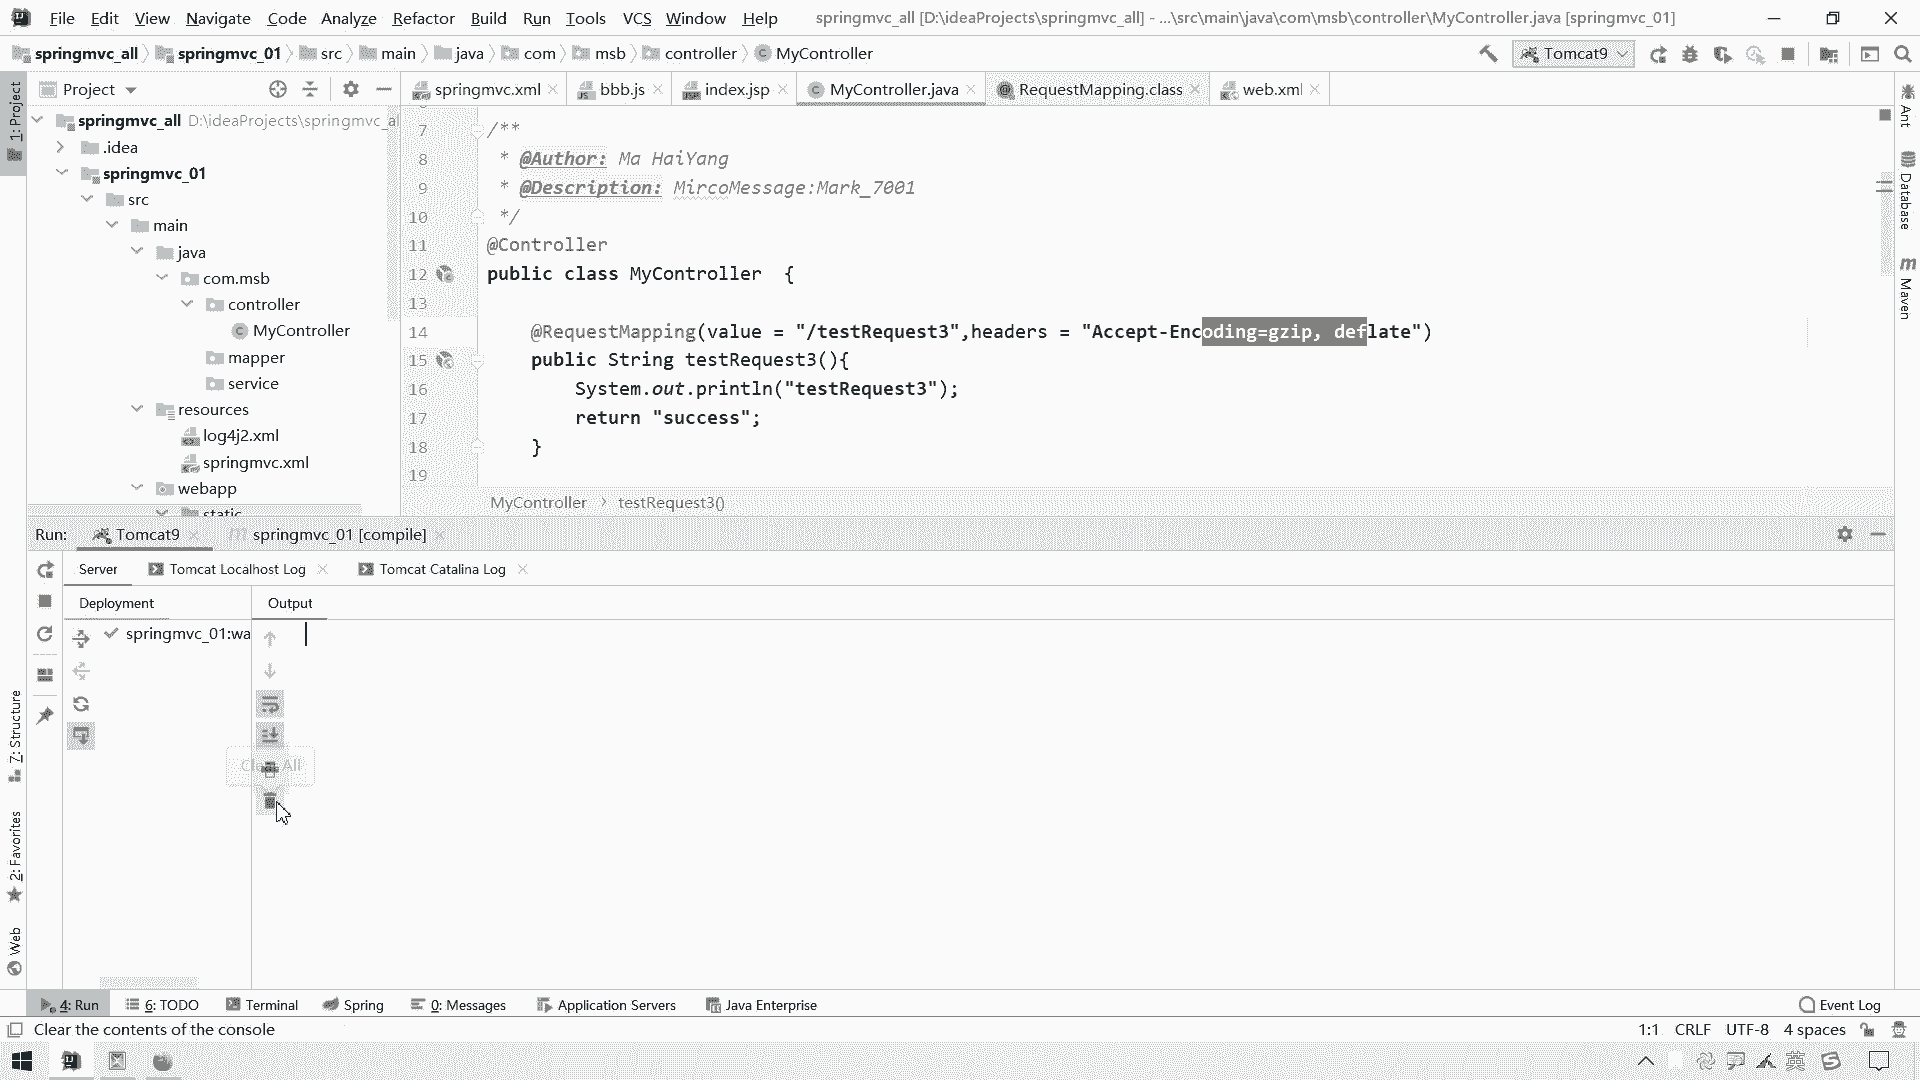 File Edit View Navigate Code Analyze Refactor Build Run Tools VCS Window Help springmvc_all [D:\ideaProjects\springmvc_all] - ...\src\main\java\com\msb\controller\MyController.java [springmvc_01]
springmvc_all springmvc_01 src main java com msb controller MyController Tomcat9
Project springmvc.xml bbb.js index.jsp MyController.java RequestMapping.class web.xml
1: Project
springmvc_all D:\ideaProjects\springmvc_al
.idea
springmvc_01
src
main
java
com.msb
controller
MyController
mapper
service
resources
log4j2.xml
springmvc.xml
webapp
static
7 /**
8 * @Author: Ma HaiYang
9 * @Description: MircoMessage:Mark_7001
10 */
11 @Controller
12 public class MyController {
13
14 @RequestMapping(value = "/testRequest3",headers = "Accept-Encoding=gzip, deflate")
15 public String testRequest3(){
16 System.out.println("testRequest3");
17 return "success";
18 }
19
MyController testRequest3()
Ant
Database
m Maven
Run: Tomcat9 springmvc_01 [compile]
Server Tomcat Localhost Log Tomcat Catalina Log
Deployment Output
springmvc_01:wa
Clear All
7: Structure
2: Favorites
Web
4: Run 6: TODO Terminal Spring 0: Messages Application Servers Java Enterprise Event Log
Clear the contents of the console 1:1 CRLF UTF-8 4 spaces
英